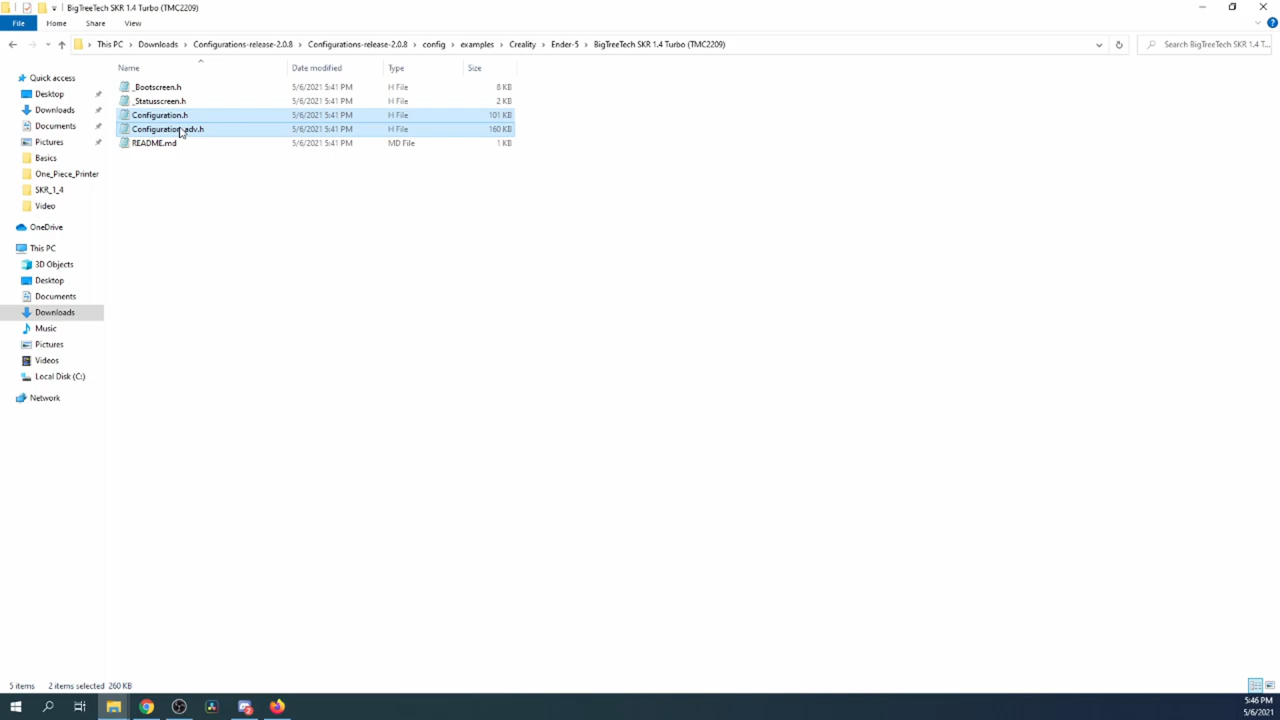 BigTreeTech SKR 1.4 Turbo (TMC2209)
File Home Share View
This PC Downloads Configurations-release-2.0.8 Configurations-release-2.0.8 config examples Creality Ender-5 BigTreeTech SKR 1.4 Turbo (TMC2209) Search BigTreeTech SKR 1.4 T...
Name Date modified Type Size
Quick access
Desktop
Downloads
Documents
Pictures
Basics
One_Piece_Printer
SKR_1_4
Video
OneDrive
This PC
3D Objects
Desktop
Documents
Downloads
Music
Pictures
Videos
Local Disk (C:)
Network
_Bootscreen.h 5/6/2021 5:41 PM H File 8 KB
_Statusscreen.h 5/6/2021 5:41 PM H File 2 KB
Configuration.h 5/6/2021 5:41 PM H File 101 KB
Configuration_adv.h 5/6/2021 5:41 PM H File 160 KB
README.md 5/6/2021 5:41 PM MD File 1 KB
5 items 2 items selected 260 KB
5:46 PM
5/6/2021